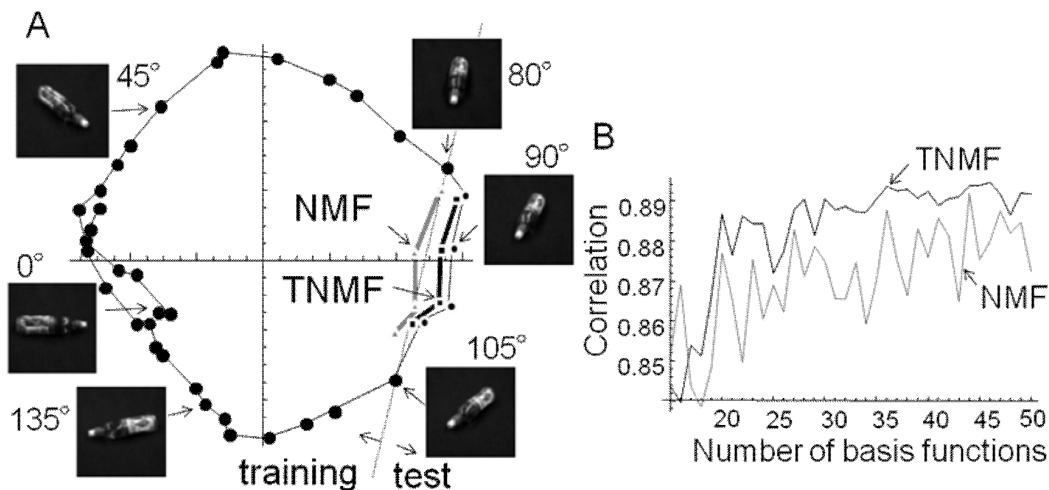 A
45°
80°
90°
NMF
0°
TNMF
105°
135°
training
test
B
TNMF
0.89
0.88
0.87
0.86
0.85
Correlation
NMF
20 25 30 35 40 45 50
Number of basis functions